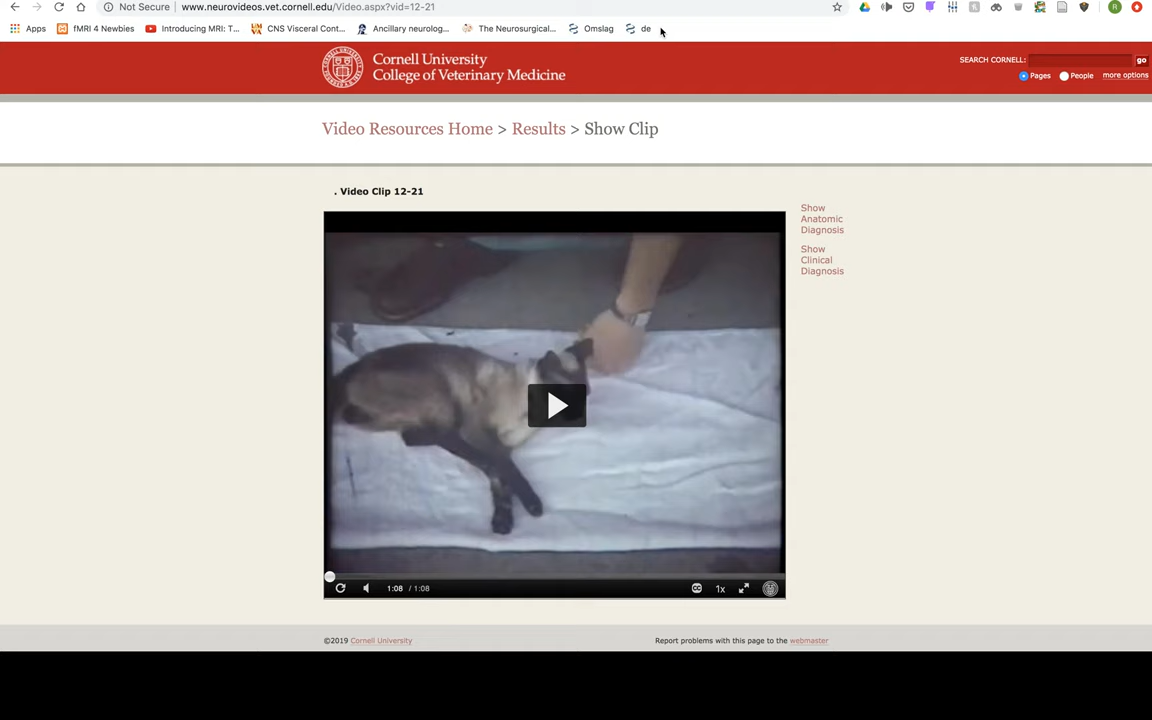 Not Secure | www.neurovideos.vet.cornell.edu/Video.aspx?vid=12-21
Apps fMRI 4 Newbies Introducing MRI: T... CNS Visceral Cont... Ancillary neurolog... The Neurosurgical... Omslag de
Cornell University
College of Veterinary Medicine
SEARCH CORNELL: go
Pages People more options
Video Resources Home > Results > Show Clip
. Video Clip 12-21
Show
Anatomic
Diagnosis
Show
Clinical
Diagnosis
1:08 / 1:08
CC 1x
©2019 Cornell University
Report problems with this page to the webmaster